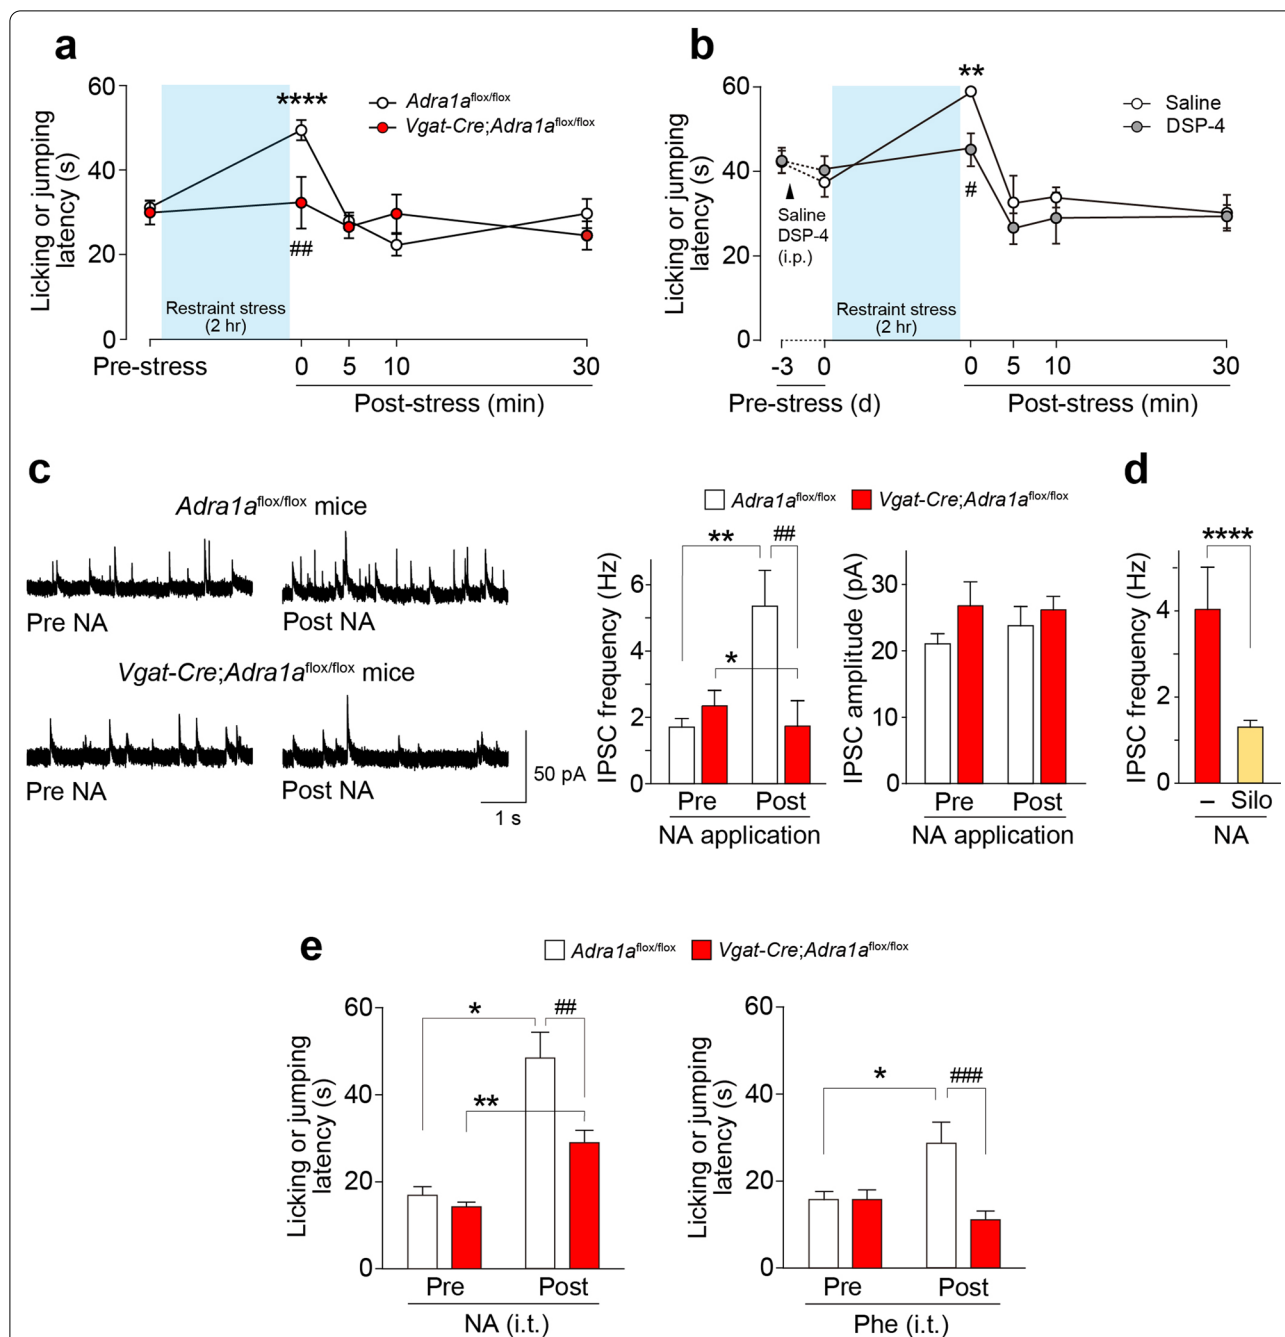 a
Licking or jumping
latency (s)
60
40
20
0
****
##
Adra1a^flox/flox
Vgat-Cre;Adra1a^flox/flox
Restraint stress
(2 hr)
Pre-stress
0 5 10 30
Post-stress (min)
b
Licking or jumping
latency (s)
60
40
20
0
**
#
Saline
DSP-4
Saline
DSP-4
(i.p.)
Restraint stress
(2 hr)
-3 0
Pre-stress (d)
0 5 10 30
Post-stress (min)
c
Adra1a^flox/flox mice
Pre NA
Post NA
Vgat-Cre;Adra1a^flox/flox mice
Pre NA
Post NA
50 pA
1 s
Adra1a^flox/flox
Vgat-Cre;Adra1a^flox/flox
IPSC frequency (Hz)
6
4
2
0
** ##
*
Pre Post
NA application
IPSC amplitude (pA)
30
20
10
0
Pre Post
NA application
d
IPSC frequency (Hz)
4
2
0
****
– Silo
NA
e
Adra1a^flox/flox
Vgat-Cre;Adra1a^flox/flox
Licking or jumping
latency (s)
60
40
20
0
* ##
**
Pre Post
NA (i.t.)
Licking or jumping
latency (s)
60
40
20
0
* ###
Pre Post
Phe (i.t.)